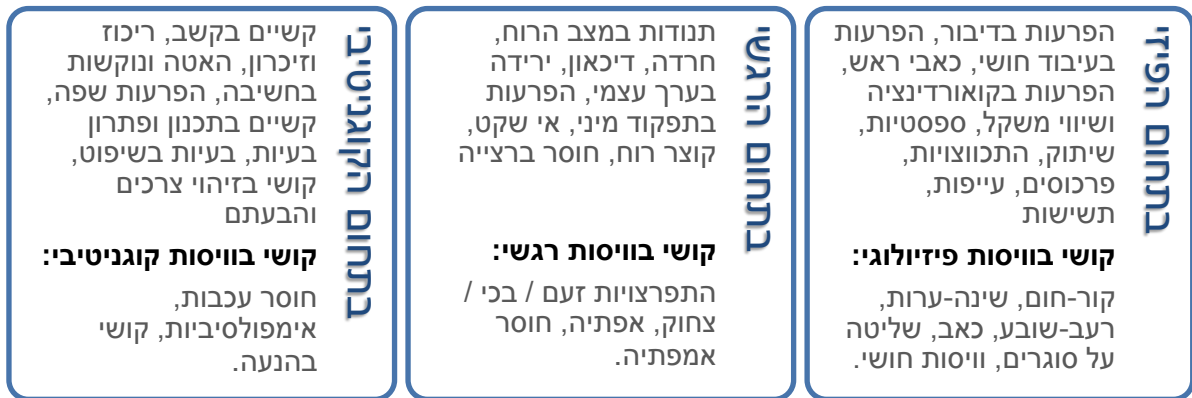 בתחום הפיזי
הפרעות בדיבור, הפרעות
בעיבוד חושי, כאבי ראש,
הפרעות בקואורדינציה
ושיווי משקל, ספסטיות,
שיתוק, התכווצויות,
פרכוסים, עייפות,
תשישות
קושי בוויסות פיזיולוגי:
קור-חום, שינה-ערות,
רעב-שובע, כאב, שליטה
על סוגרים, וויסות חושי.
בתחום הרגשי
תנודות במצב הרוח,
חרדה, דיכאון, ירידה
בערך עצמי, הפרעות
בתפקוד מיני, אי שקט,
קוצר רוח, חוסר ברצייה
קושי בוויסות רגשי:
התפרצויות זעם / בכי /
צחוק, אפתיה, חוסר
אמפתיה.
בתחום הקוגניטיבי
קשיים בקשב, ריכוז
וזיכרון, האטה ונוקשות
בחשיבה, הפרעות שפה,
קשיים בתכנון ופתרון
בעיות, בעיות בשיפוט,
קושי בזיהוי צרכים
והבעתם
קושי בוויסות קוגניטיבי:
חוסר עכבות,
אימפולסיביות, קושי
בהנעה.